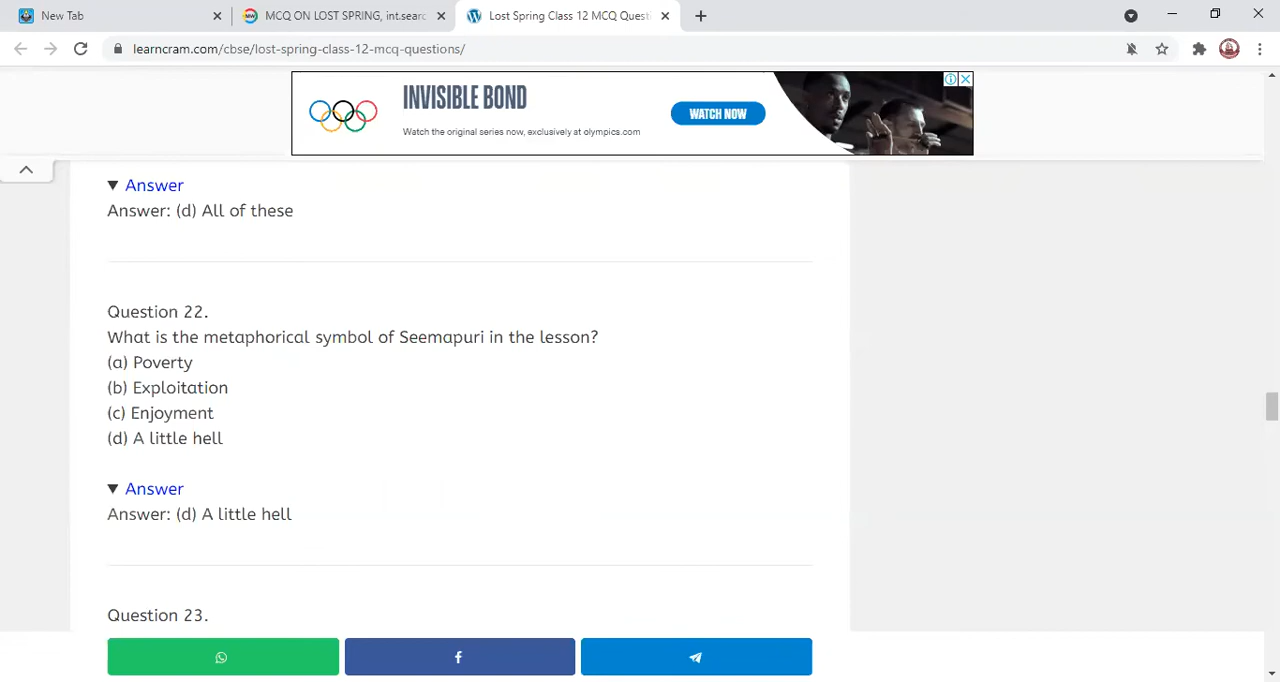 New Tab
MCQ ON LOST SPRING, int.searc
Lost Spring Class 12 MCQ Quest
learncram.com/cbse/lost-spring-class-12-mcq-questions/
INVISIBLE BOND
Watch the original series now, exclusively at olympics.com
WATCH NOW
Answer
Answer: (d) All of these
Question 22.
What is the metaphorical symbol of Seemapuri in the lesson?
(a) Poverty
(b) Exploitation
(c) Enjoyment
(d) A little hell
Answer
Answer: (d) A little hell
Question 23.